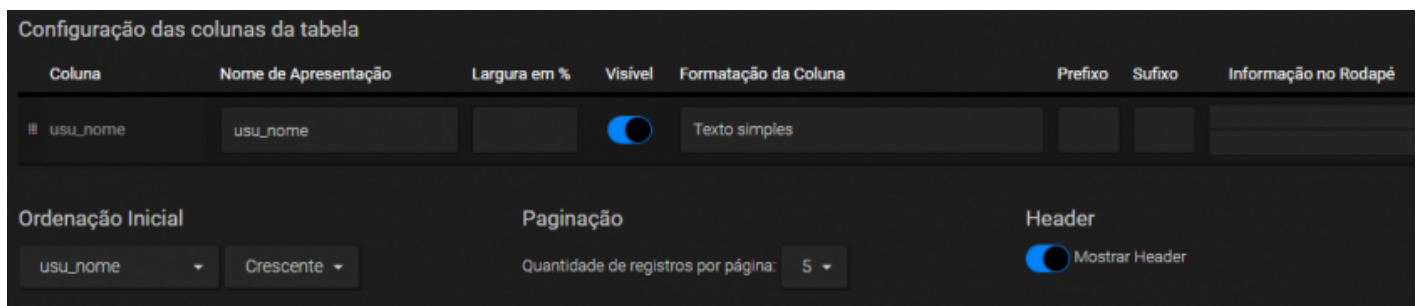 Configuração das colunas da tabela
Coluna Nome de Apresentação Largura em % Visível Formatação da Coluna Prefixo Sufixo Informação no Rodapé
usu_nome usu_nome Texto simples
Ordenação Inicial Paginação Header
usu_nome Crescente Quantidade de registros por página: 5 Mostrar Header